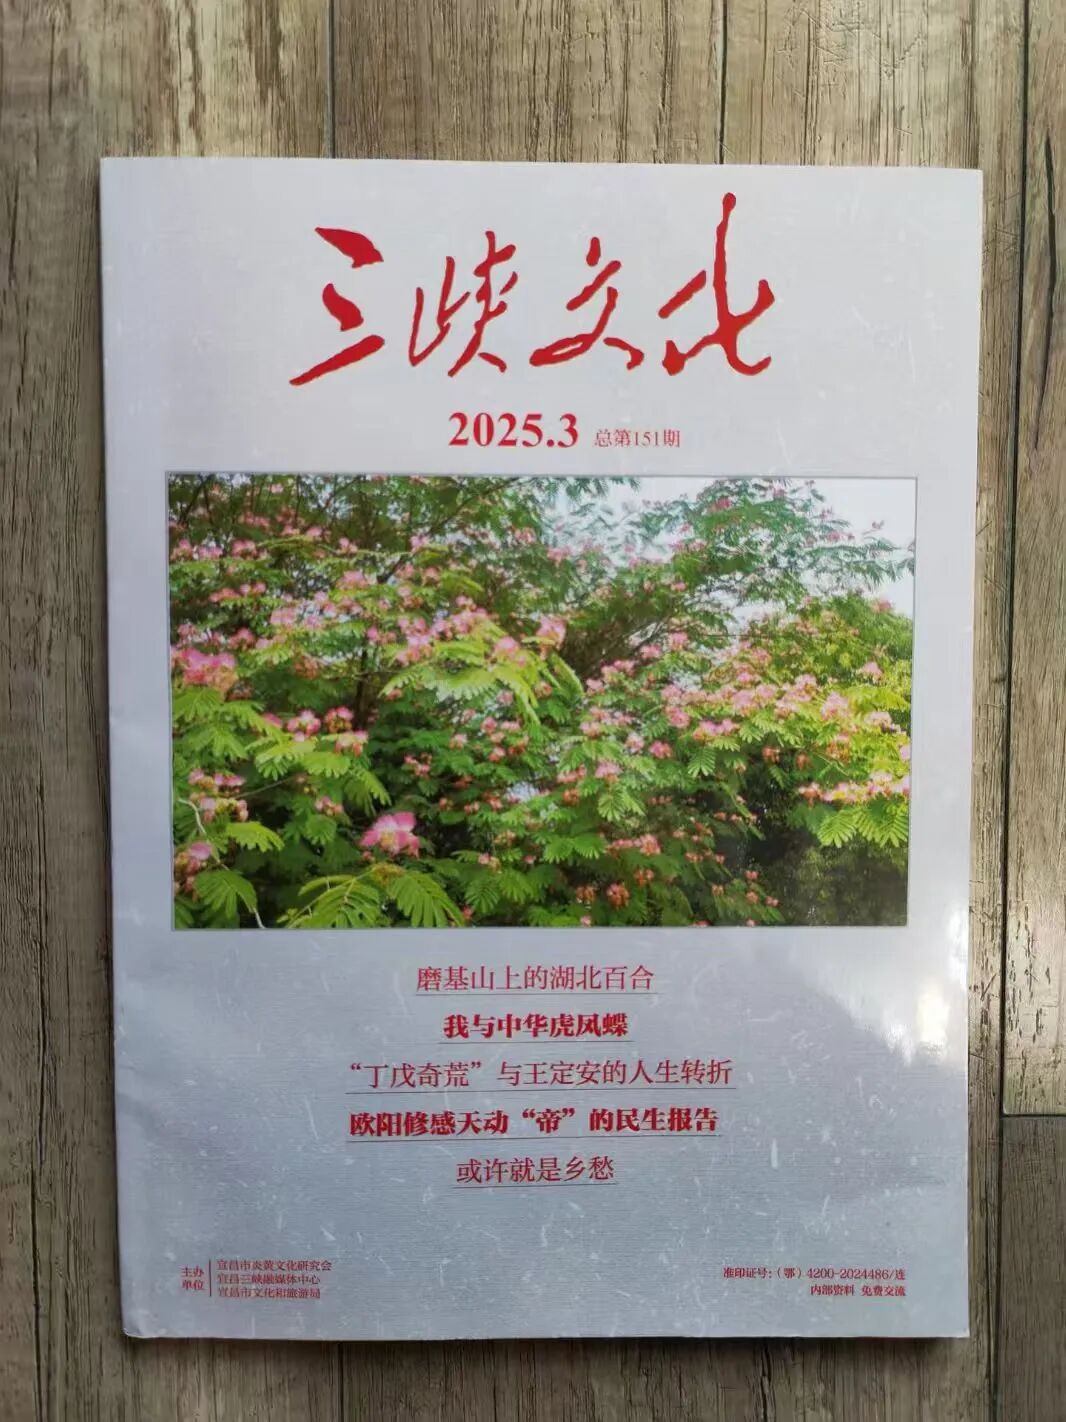 三峡文化
2025.3 总第151期
磨基山上的湖北百合
我与中华虎凤蝶
“丁戊奇荒”与王定安的人生转折
欧阳修感天动“帝”的民生报告
或许就是乡愁
主办
单位
宜昌市炎黄文化研究会
宜昌三峡融媒体中心
宜昌市文化和旅游局
准印证号:（鄂）4200-2024486/连
内部资料 免费交流